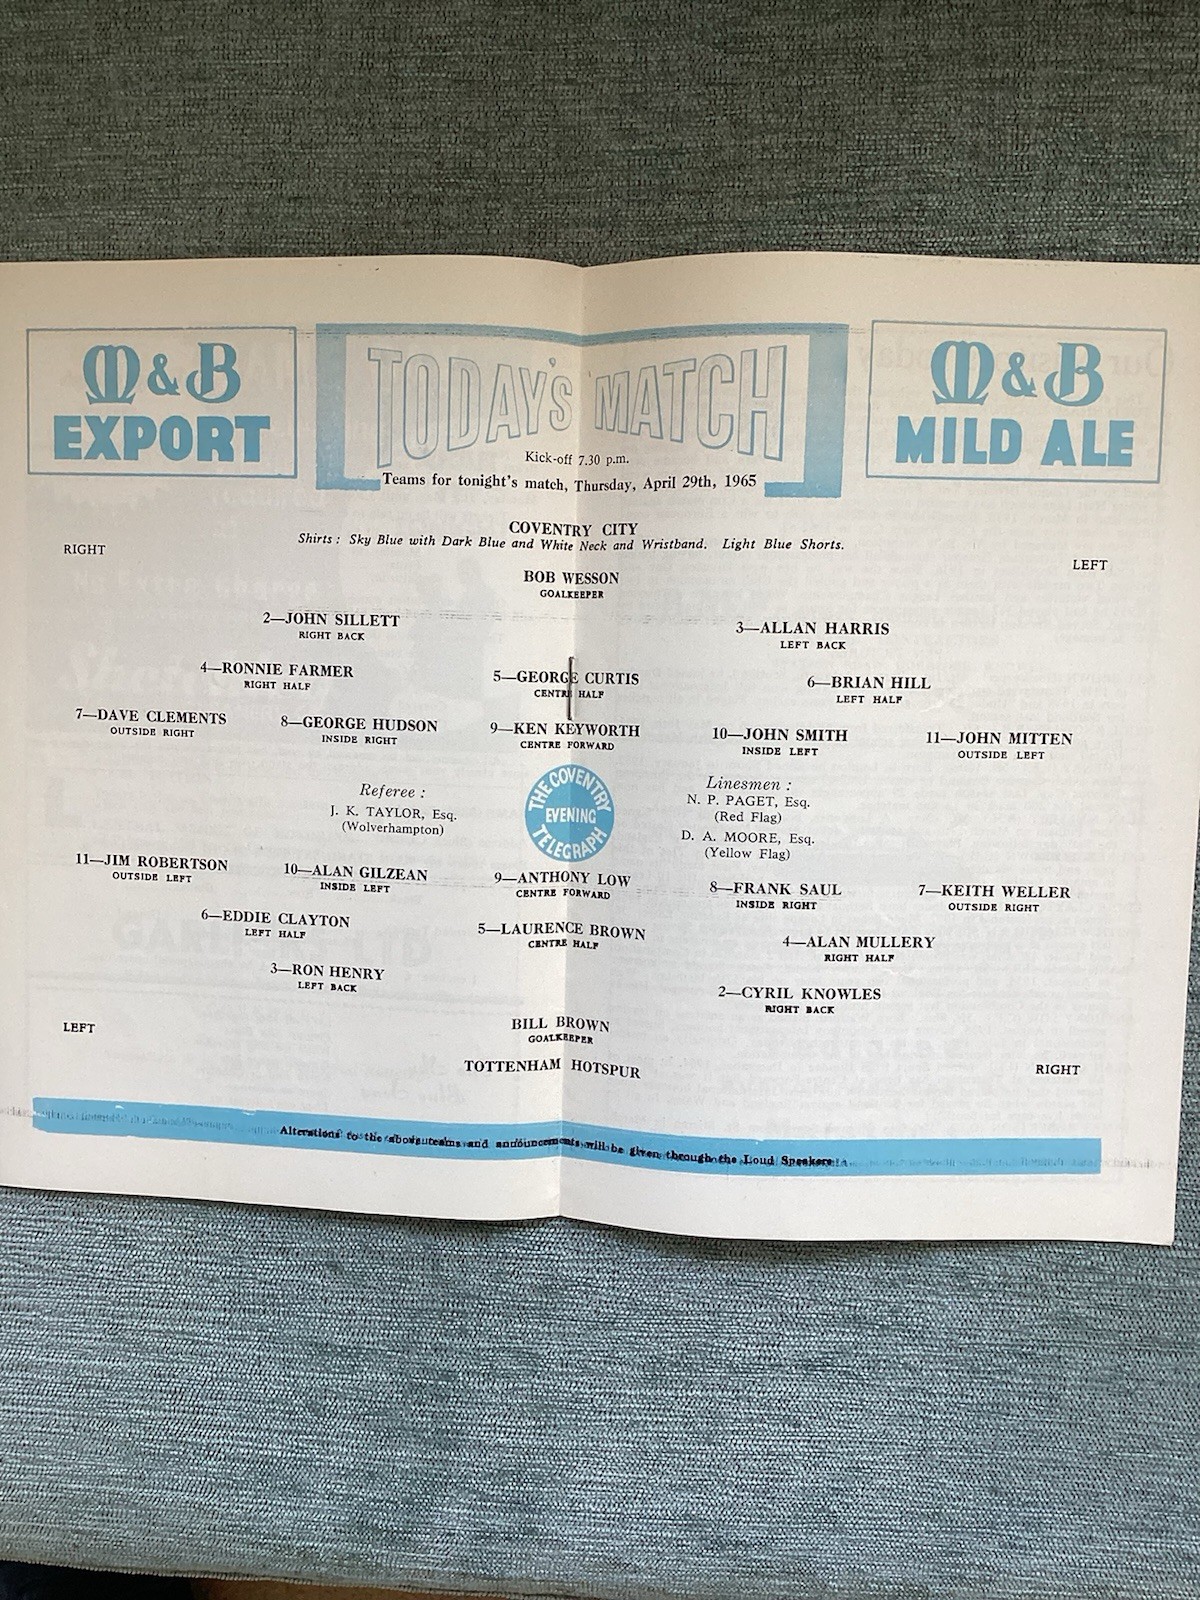 M & B
EXPORT
TODAY'S MATCH
Kick-off 7.30 p.m.
Teams for tonight's match, Thursday, April 29th, 1965
M & B
MILD ALE
COVENTRY CITY
Shirts: Sky Blue with Dark Blue and White Neck and Wristband. Light Blue Shorts.
RIGHT
LEFT
BOB WESSON
GOALKEEPER
2—JOHN SILLETT
RIGHT BACK
3—ALLAN HARRIS
LEFT BACK
4—RONNIE FARMER
RIGHT HALF
5—GEORGE CURTIS
CENTRE HALF
6—BRIAN HILL
LEFT HALF
7—DAVE CLEMENTS
OUTSIDE RIGHT
8—GEORGE HUDSON
INSIDE RIGHT
9—KEN KEYWORTH
CENTRE FORWARD
10—JOHN SMITH
INSIDE LEFT
11—JOHN MITTEN
OUTSIDE LEFT
Referee :
J. K. TAYLOR, Esq.
(Wolverhampton)
THE COVENTRY
EVENING
TELEGRAPH
Linesmen :
N. P. PAGET, Esq.
(Red Flag)
D. A. MOORE, Esq.
(Yellow Flag)
11—JIM ROBERTSON
OUTSIDE LEFT
10—ALAN GILZEAN
INSIDE LEFT
9—ANTHONY LOW
CENTRE FORWARD
8—FRANK SAUL
INSIDE RIGHT
7—KEITH WELLER
OUTSIDE RIGHT
6—EDDIE CLAYTON
LEFT HALF
5—LAURENCE BROWN
CENTRE HALF
4—ALAN MULLERY
RIGHT HALF
3—RON HENRY
LEFT BACK
2—CYRIL KNOWLES
RIGHT BACK
LEFT
BILL BROWN
GOALKEEPER
TOTTENHAM HOTSPUR
RIGHT
Alterations to the above teams and announcements will be given through the Loud Speakers